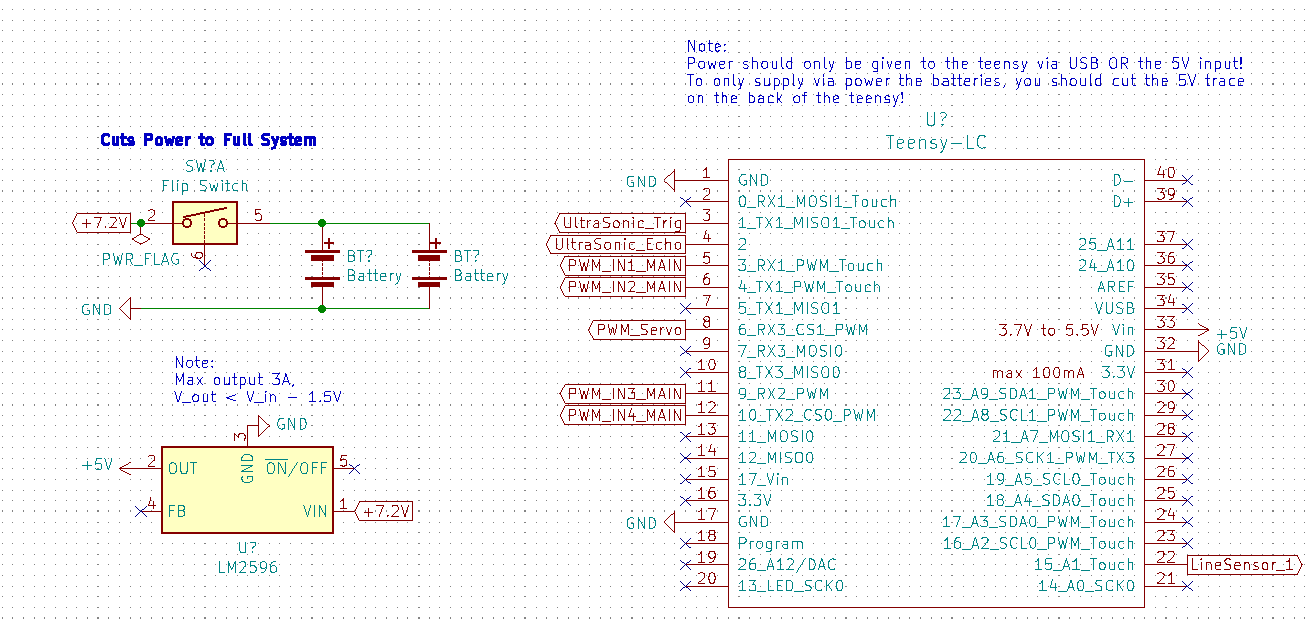 Note:
Power should only be given to the teensy via USB OR the 5V input!
To only supply via power the batteries, you should cut the 5V trace
on the back of the teensy!
Cuts Power to Full System
SW?A
Flip Switch
+7.2V
2
5
6
PWR_FLAG
BT?
Battery
BT?
Battery
GND
Note:
Max output 3A,
V_out < V_in - 1.5V
GND
3
+5V
2
OUT
GND
ON/OFF
5
4
FB
VIN
1
+7.2V
U?
LM2596
U?
Teensy-LC
GND 1 GND
2 0_RX1_MOSI1_Touch
UltraSonic_Trig 3 1_TX1_MISO1_Touch
UltraSonic_Echo 4 2
PWM_IN1_MAIN 5 3_RX1_PWM_Touch
PWM_IN2_MAIN 6 4_TX1_PWM_Touch
7 5_TX1_MISO1
PWM_Servo 8 6_RX3_CS1_PWM
9 7_RX3_MOSI0
10 8_TX3_MISO0
PWM_IN3_MAIN 11 9_RX2_PWM
PWM_IN4_MAIN 12 10_TX2_CS0_PWM
13 11_MOSI0
14 12_MISO0
15 17_Vin
16 3.3V
GND 17 GND
18 Program
19 26_A12/DAC
20 13_LED_SCK0
D- 40
D+ 39
25_A11 37
24_A10 36
AREF 35
VUSB 34
3.7V to 5.5V Vin 33 +5V
GND 32 GND
max 100mA 3.3V 31
23_A9_SDA1_PWM_Touch 30
22_A8_SCL1_PWM_Touch 29
21_A7_MOSI1_RX1 28
20_A6_SCK1_PWM_TX3 27
19_A5_SCL0_Touch 26
18_A4_SDA0_Touch 25
17_A3_SDA0_PWM_Touch 24
16_A2_SCL0_PWM_Touch 23
15_A1_Touch 22 LineSensor_1
14_A0_SCK0 21